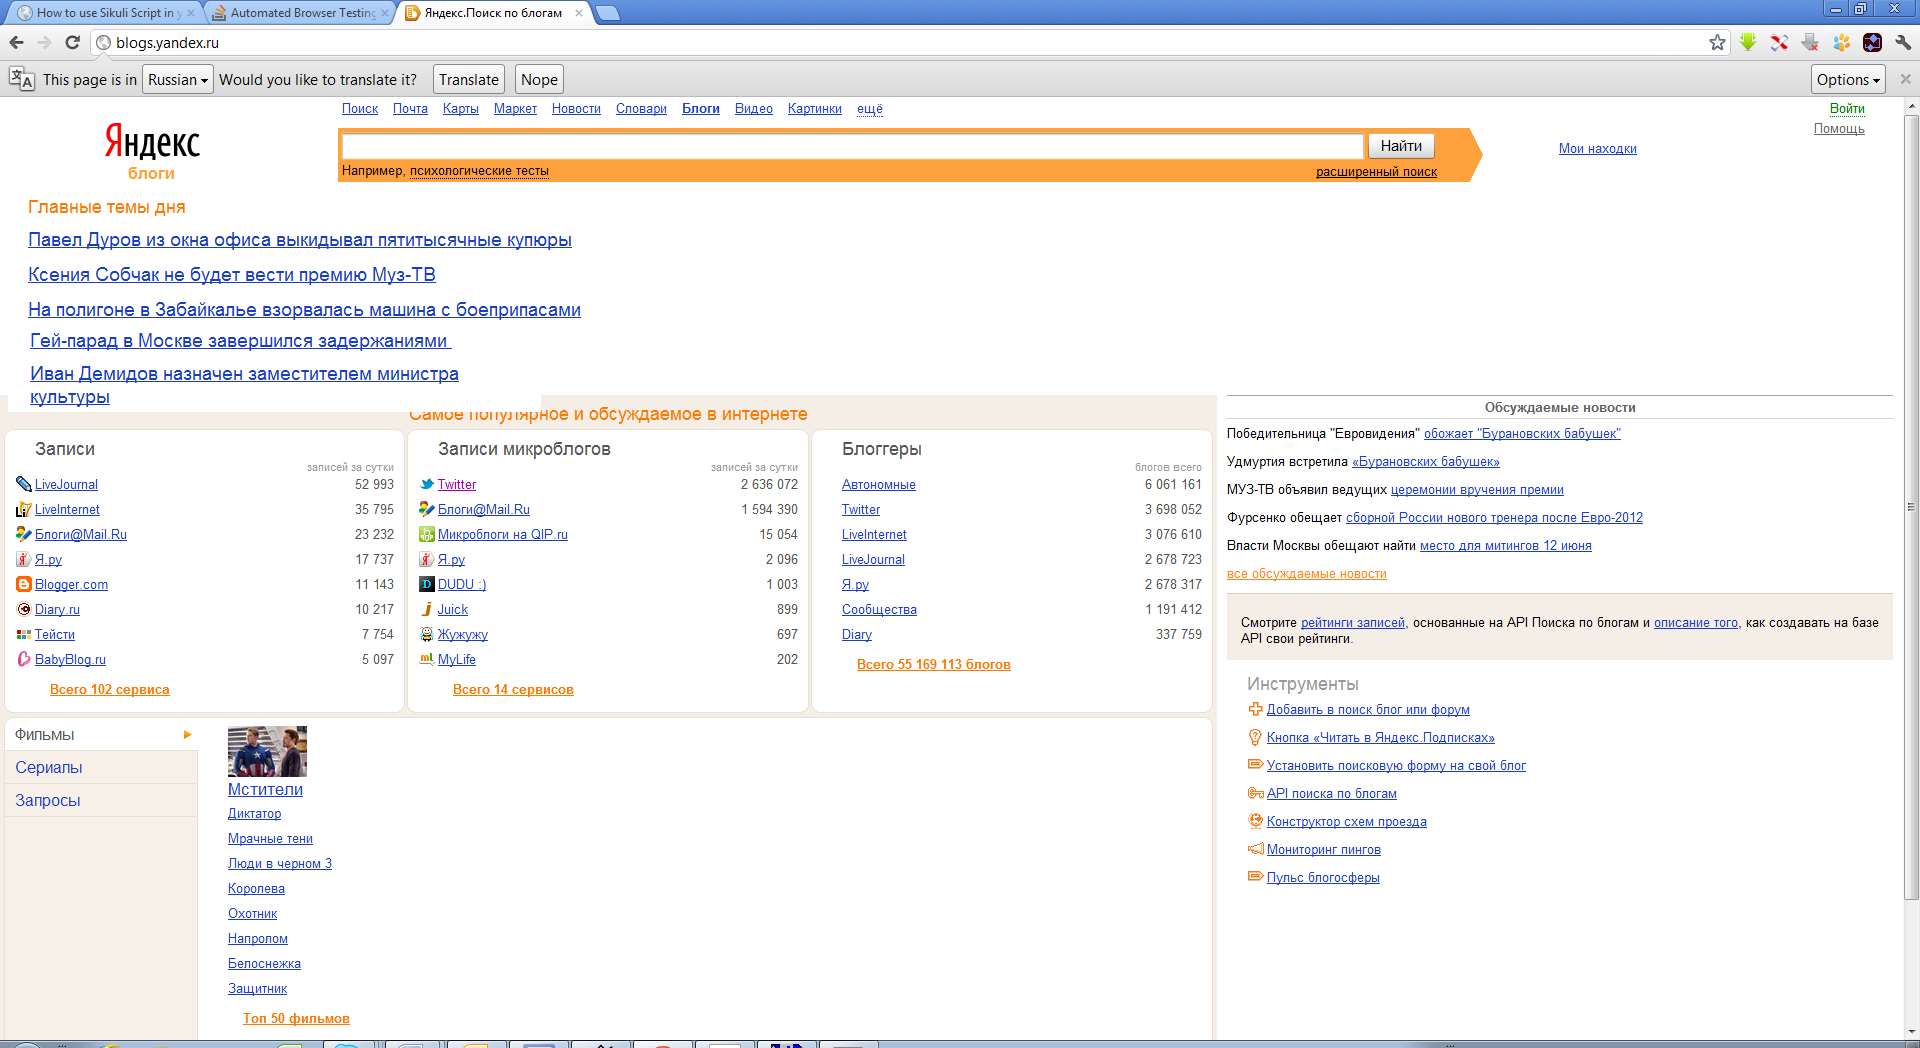 How to use Sikuli Script in y
Automated Browser Testing
Яндекс.Поиск по блогам
blogs.yandex.ru
This page is in Russian Would you like to translate it? Translate Nope Options
Поиск Почта Карты Маркет Новости Словари Блоги Видео Картинки ещё
Войти
Помощь
Яндекс
блоги
Найти
Мои находки
Например, психологические тесты
расширенный поиск
Главные темы дня
Павел Дуров из окна офиса выкидывал пятитысячные купюры
Ксения Собчак не будет вести премию Муз-ТВ
На полигоне в Забайкалье взорвалась машина с боеприпасами
Гей-парад в Москве завершился задержаниями
Иван Демидов назначен заместителем министра
культуры
Самое популярное и обсуждаемое в интернете
Записи
записей за сутки
LiveJournal 52 993
LiveInternet 35 795
Блоги@Mail.Ru 23 232
Я.ру 17 737
Blogger.com 11 143
Diary.ru 10 217
Тейсти 7 754
BabyBlog.ru 5 097
Всего 102 сервиса
Записи микроблогов
записей за сутки
Twitter 2 636 072
Блоги@Mail.Ru 1 594 390
Микроблоги на QIP.ru 15 054
Я.ру 2 096
DUDU :) 1 003
Juick 899
Жужужу 697
MyLife 202
Всего 14 сервисов
Блоггеры
блогов всего
Автономные 6 061 161
Twitter 3 698 052
LiveInternet 3 076 610
LiveJournal 2 678 723
Я.ру 2 678 317
Сообщества 1 191 412
Diary 337 759
Всего 55 169 113 блогов
Обсуждаемые новости
Победительница "Евровидения" обожает "Бурановских бабушек"
Удмуртия встретила «Бурановских бабушек»
МУЗ-ТВ объявил ведущих церемонии вручения премии
Фурсенко обещает сборной России нового тренера после Евро-2012
Власти Москвы обещают найти место для митингов 12 июня
все обсуждаемые новости
Смотрите рейтинги записей, основанные на API Поиска по блогам и описание того, как создавать на базе
API свои рейтинги.
Инструменты
Добавить в поиск блог или форум
Кнопка «Читать в Яндекс.Подписках»
Установить поисковую форму на свой блог
API поиска по блогам
Конструктор схем проезда
Мониторинг пингов
Пульс блогосферы
Фильмы
Сериалы
Запросы
Мстители
Диктатор
Мрачные тени
Люди в черном 3
Королева
Охотник
Напролом
Белоснежка
Защитник
Топ 50 фильмов